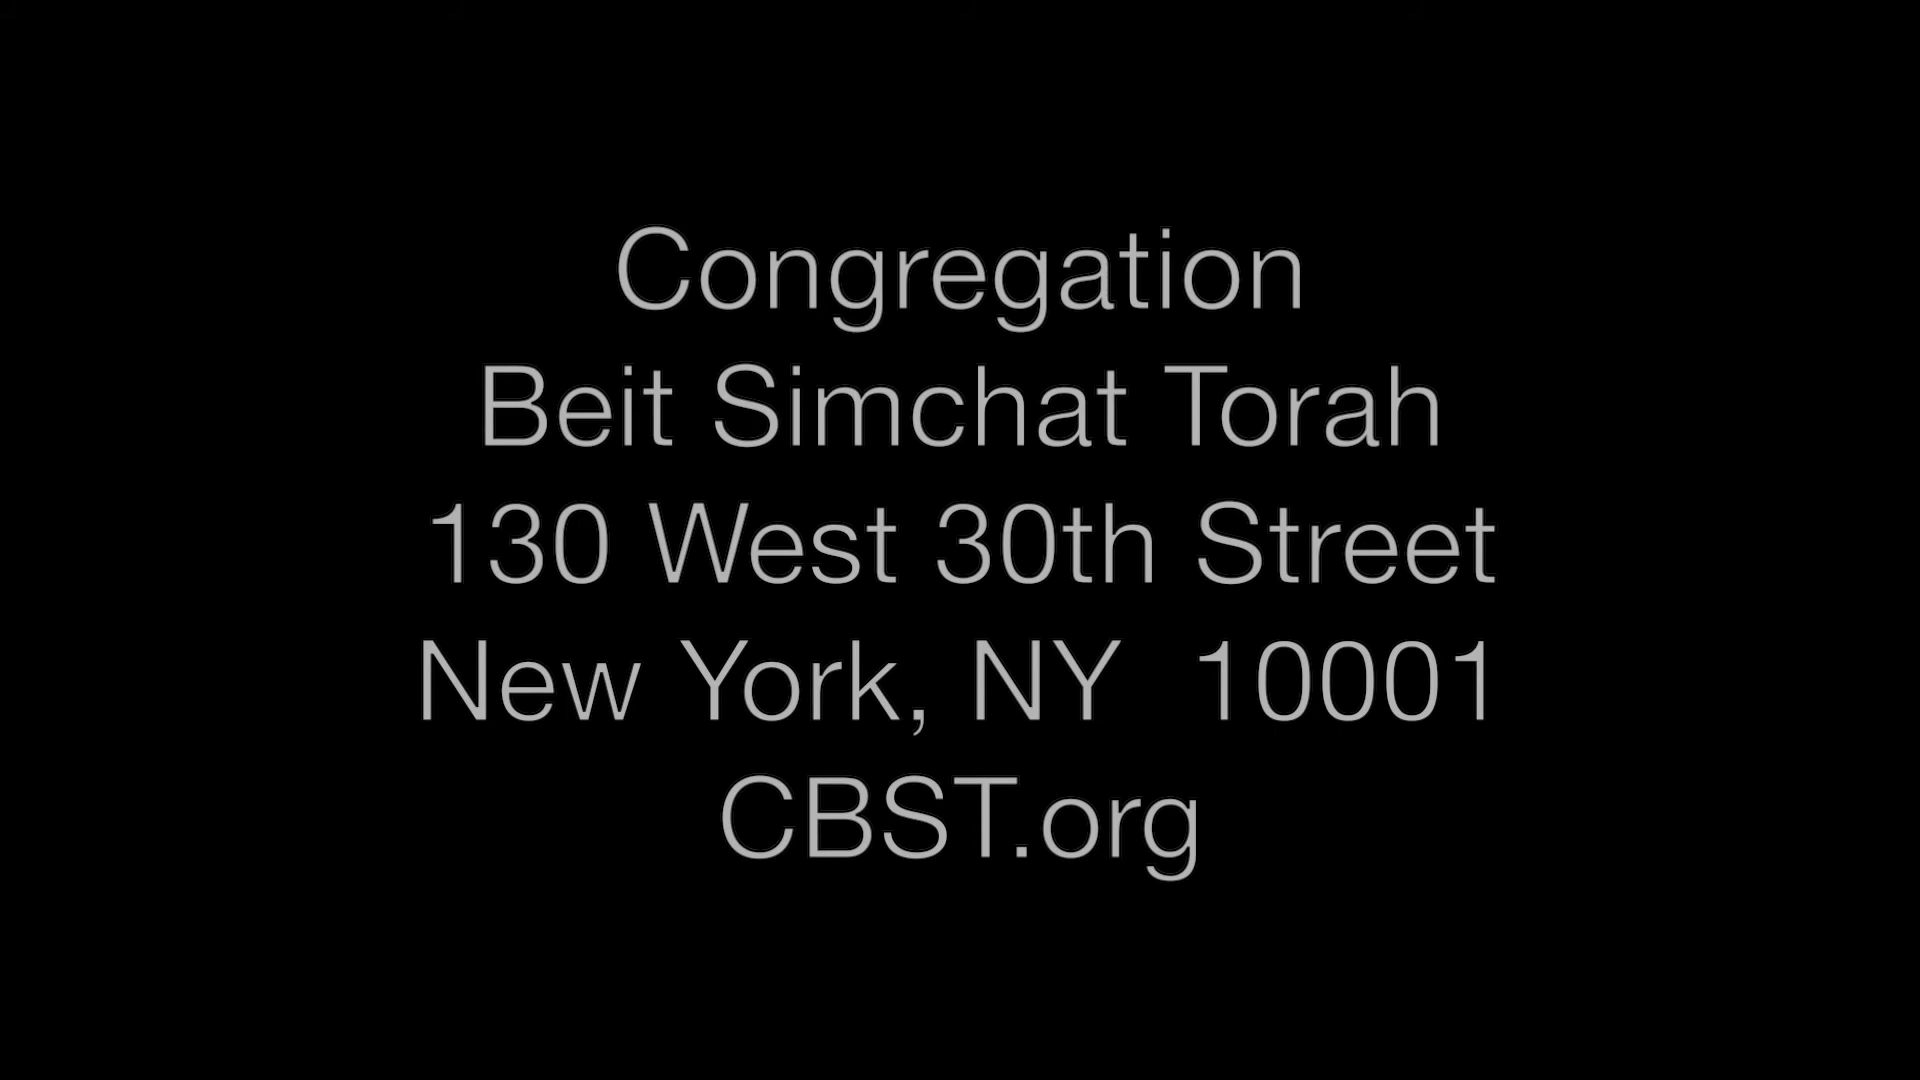 Congregation
Beit Simchat Torah
130 West 30th Street
New York, NY  10001
CBST.org